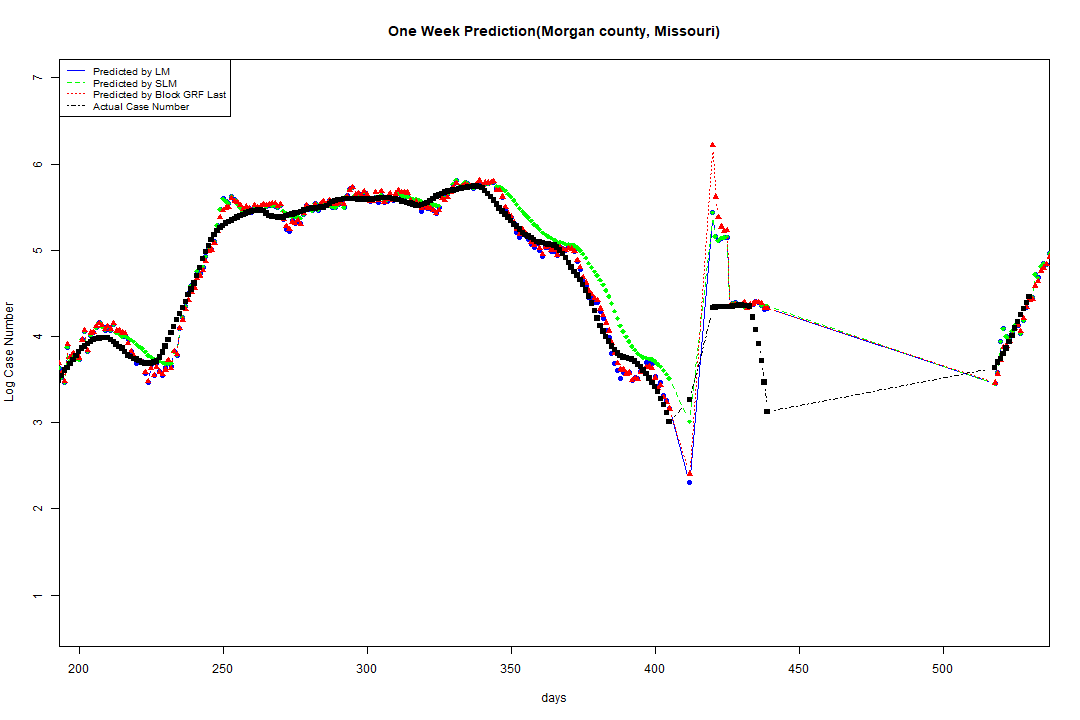 One Week Prediction(Morgan county, Missouri)
Predicted by LM
Predicted by SLM
Predicted by Block GRF Last
Actual Case Number
7
6
5
4
3
2
1
Log Case Number
200 250 300 350 400 450 500
days